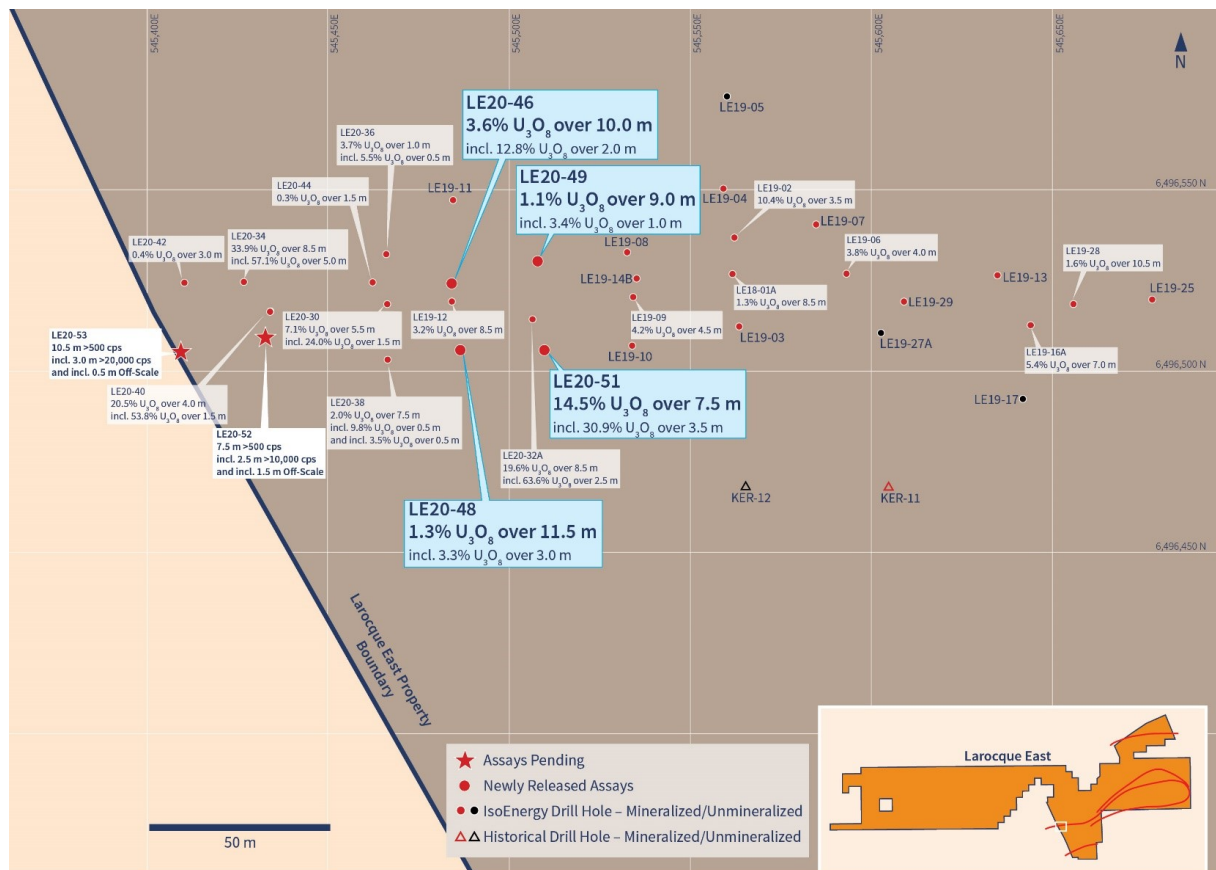 545,400E
545,450E
545,500E
545,550E
545,600E
545,650E
N
LE20-46
3.6% U3O8 over 10.0 m
incl. 12.8% U3O8 over 2.0 m
LE19-05
LE20-36
3.7% U3O8 over 1.0 m
incl. 5.5% U3O8 over 0.5 m
LE20-49
1.1% U3O8 over 9.0 m
incl. 3.4% U3O8 over 1.0 m
LE20-44
0.3% U3O8 over 1.5 m
LE19-11
LE19-04
LE19-02
10.4% U3O8 over 3.5 m
6,496,550 N
LE19-07
LE20-42
0.4% U3O8 over 3.0 m
LE20-34
33.9% U3O8 over 8.5 m
incl. 57.1% U3O8 over 5.0 m
LE19-08
LE19-06
3.8% U3O8 over 4.0 m
LE19-28
1.6% U3O8 over 10.5 m
LE19-14B
LE19-13
LE19-25
LE18-01A
1.3% U3O8 over 8.5 m
LE19-29
LE20-30
7.1% U3O8 over 5.5 m
incl. 24.0% U3O8 over 1.5 m
LE19-12
3.2% U3O8 over 8.5 m
LE19-09
4.2% U3O8 over 4.5 m
LE19-03
LE19-27A
LE20-53
10.5 m >500 cps
incl. 3.0 m >20,000 cps
and incl. 0.5 m Off-Scale
LE19-10
LE19-16A
5.4% U3O8 over 7.0 m
6,496,500 N
LE20-40
20.5% U3O8 over 4.0 m
incl. 53.8% U3O8 over 1.5 m
LE20-38
2.0% U3O8 over 7.5 m
incl. 9.8% U3O8 over 0.5 m
and incl. 3.5% U3O8 over 0.5 m
LE20-51
14.5% U3O8 over 7.5 m
incl. 30.9% U3O8 over 3.5 m
LE19-17
LE20-52
7.5 m >500 cps
incl. 2.5 m >10,000 cps
and incl. 1.5 m Off-Scale
LE20-32A
19.6% U3O8 over 8.5 m
incl. 63.6% U3O8 over 2.5 m
KER-12
KER-11
LE20-48
1.3% U3O8 over 11.5 m
incl. 3.3% U3O8 over 3.0 m
6,496,450 N
Larocque East Property
Boundary
Assays Pending
Newly Released Assays
IsoEnergy Drill Hole – Mineralized/Unmineralized
Historical Drill Hole – Mineralized/Unmineralized
50 m
Larocque East